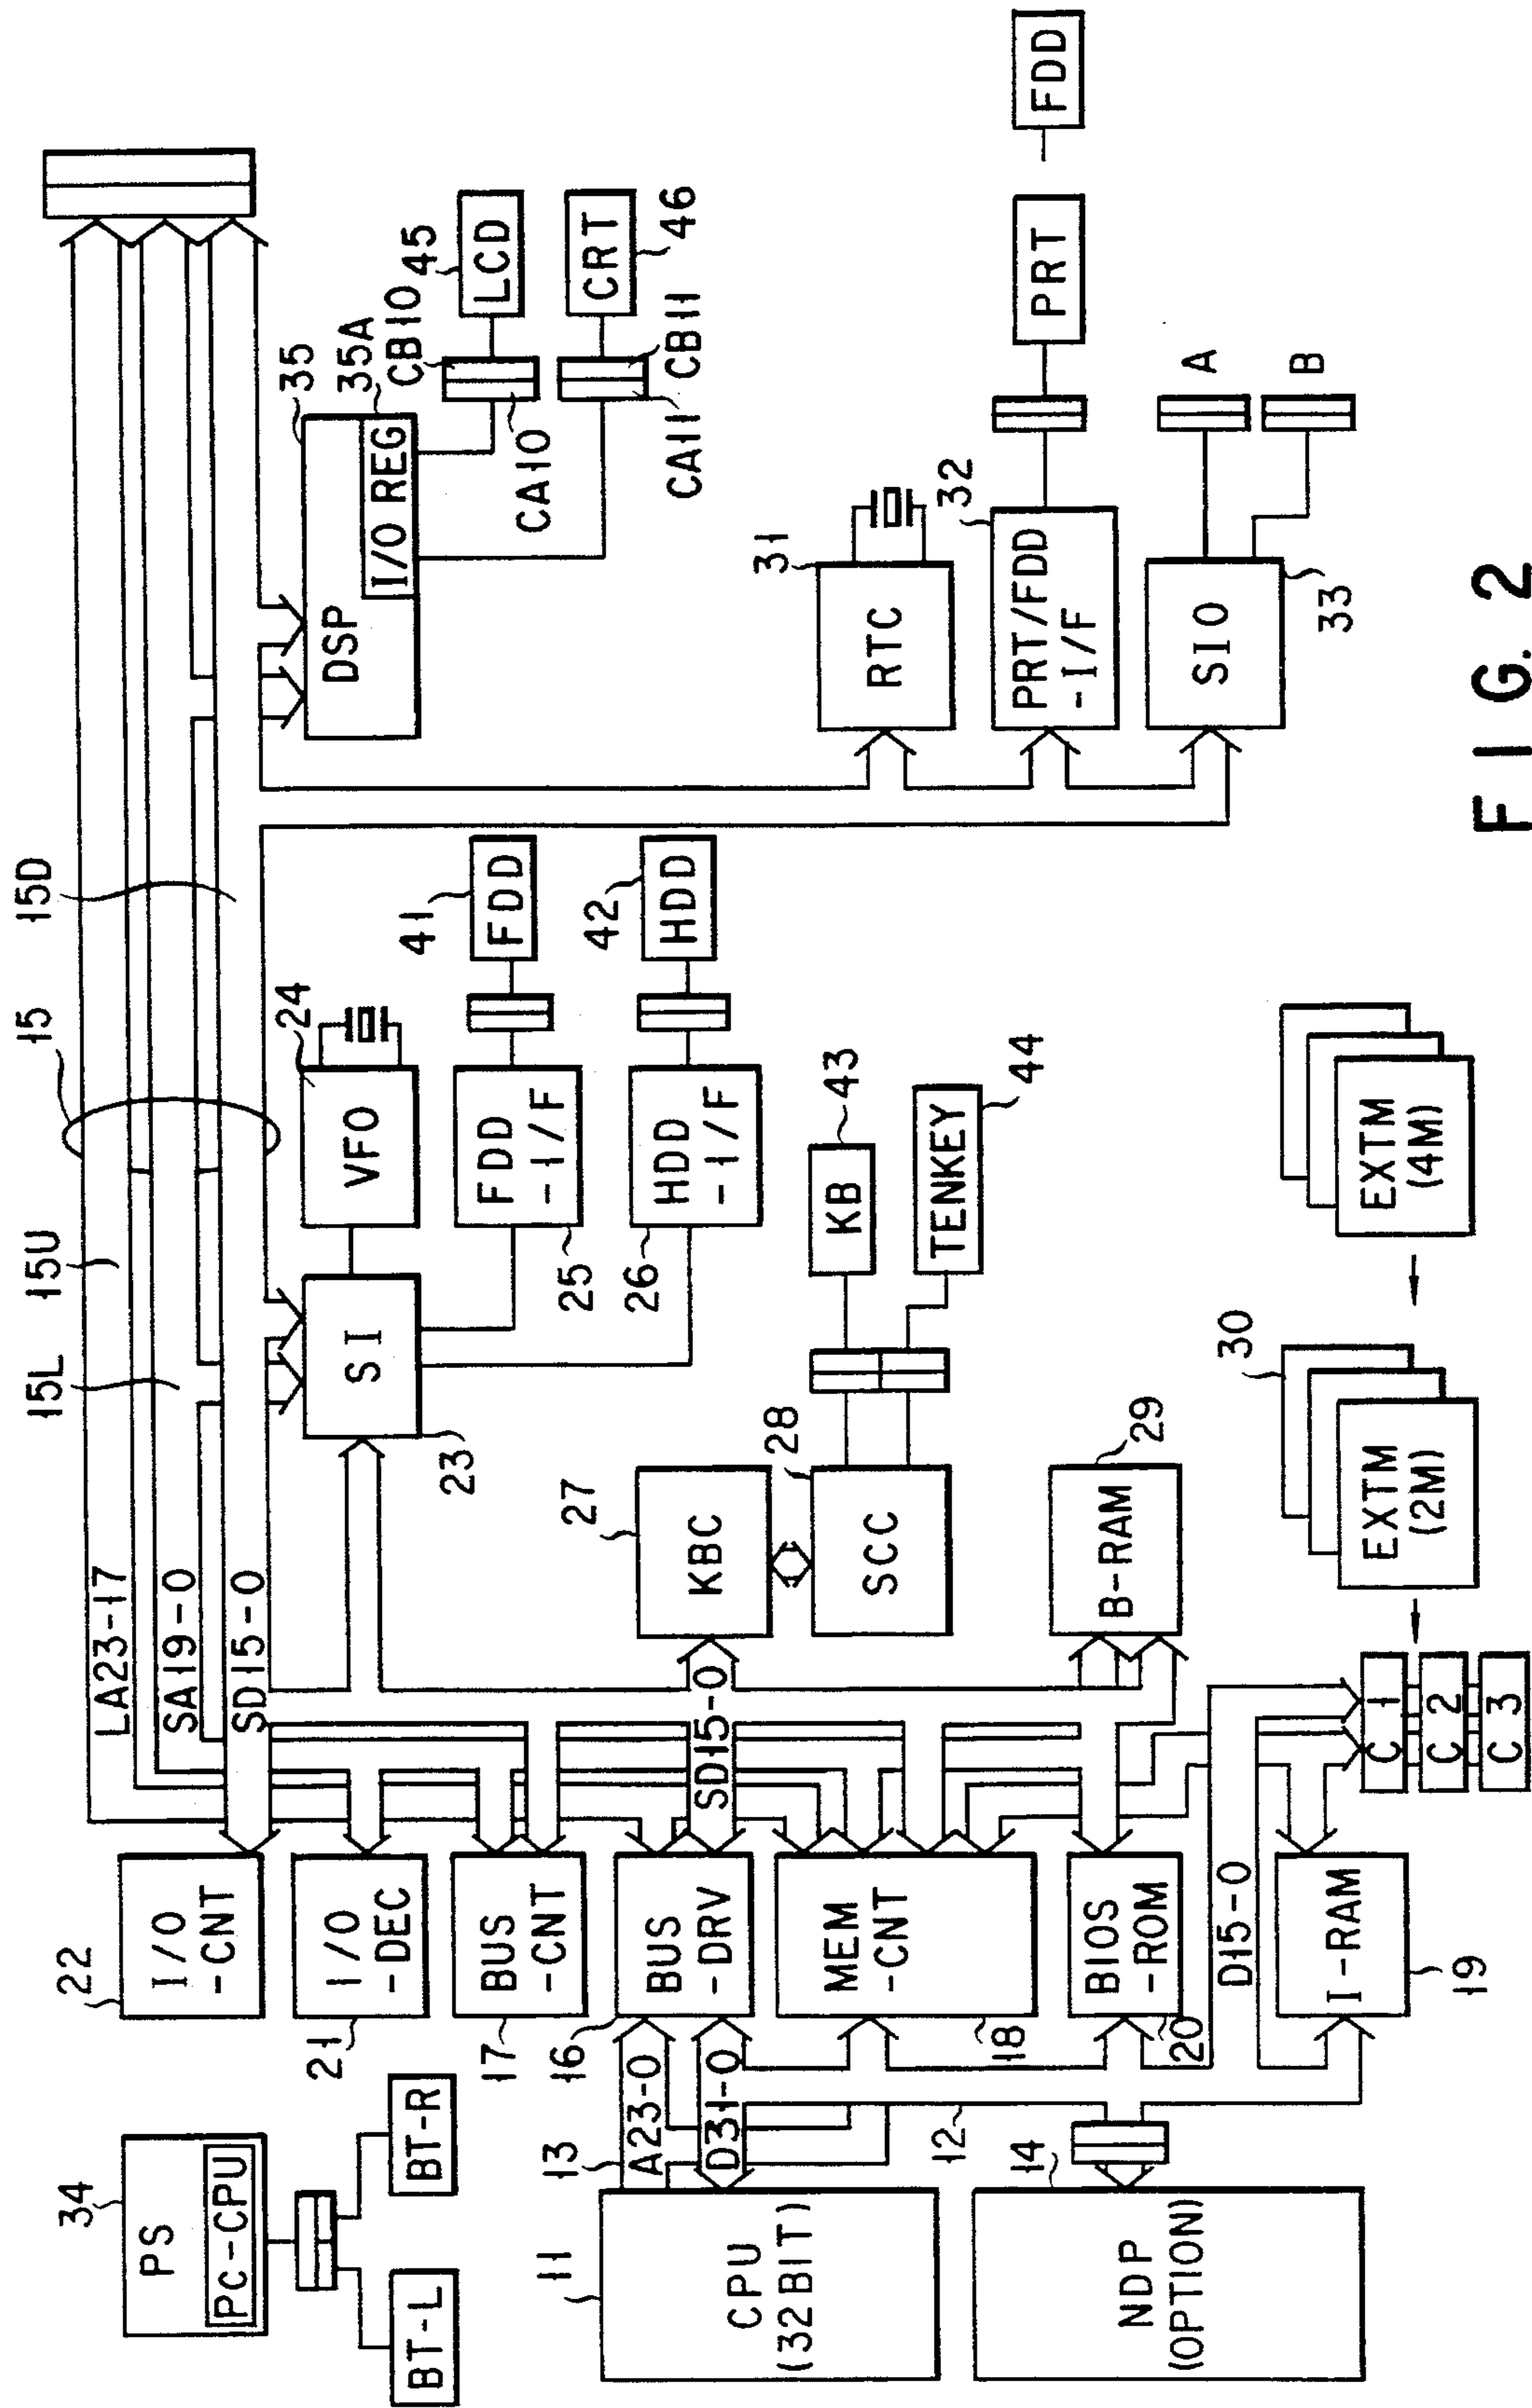 15
15U
15L
15D
LA23-17
SA19-0
SD15-0
34
PS
Pc-CPU
BT-L
BT-R
22
I/O
-CNT
21
I/O
-DEC
17
BUS
-CNT
16
BUS
-DRV
SD15-0
18
MEM
-CNT
20
BIOS
-ROM
D15-0
19
I-RAM
11
CPU
(32BIT)
13
A23-0
D31-0
12
14
NDP
(OPTION)
23
SI
24
VFO
25
FDD
-I/F
41
FDD
26
HDD
-I/F
42
HDD
27
KBC
28
SCC
43
KB
44
TENKEY
29
B-RAM
C 1
C 2
C 3
30
EXTM
(2M)
EXTM
(4M)
35
DSP
35A
I/O REG
CB10
CA10
45
LCD
CA11
CB11
46
CRT
31
RTC
32
PRT/FDD
-I/F
PRT
FDD
33
SIO
A
B
FIG. 2